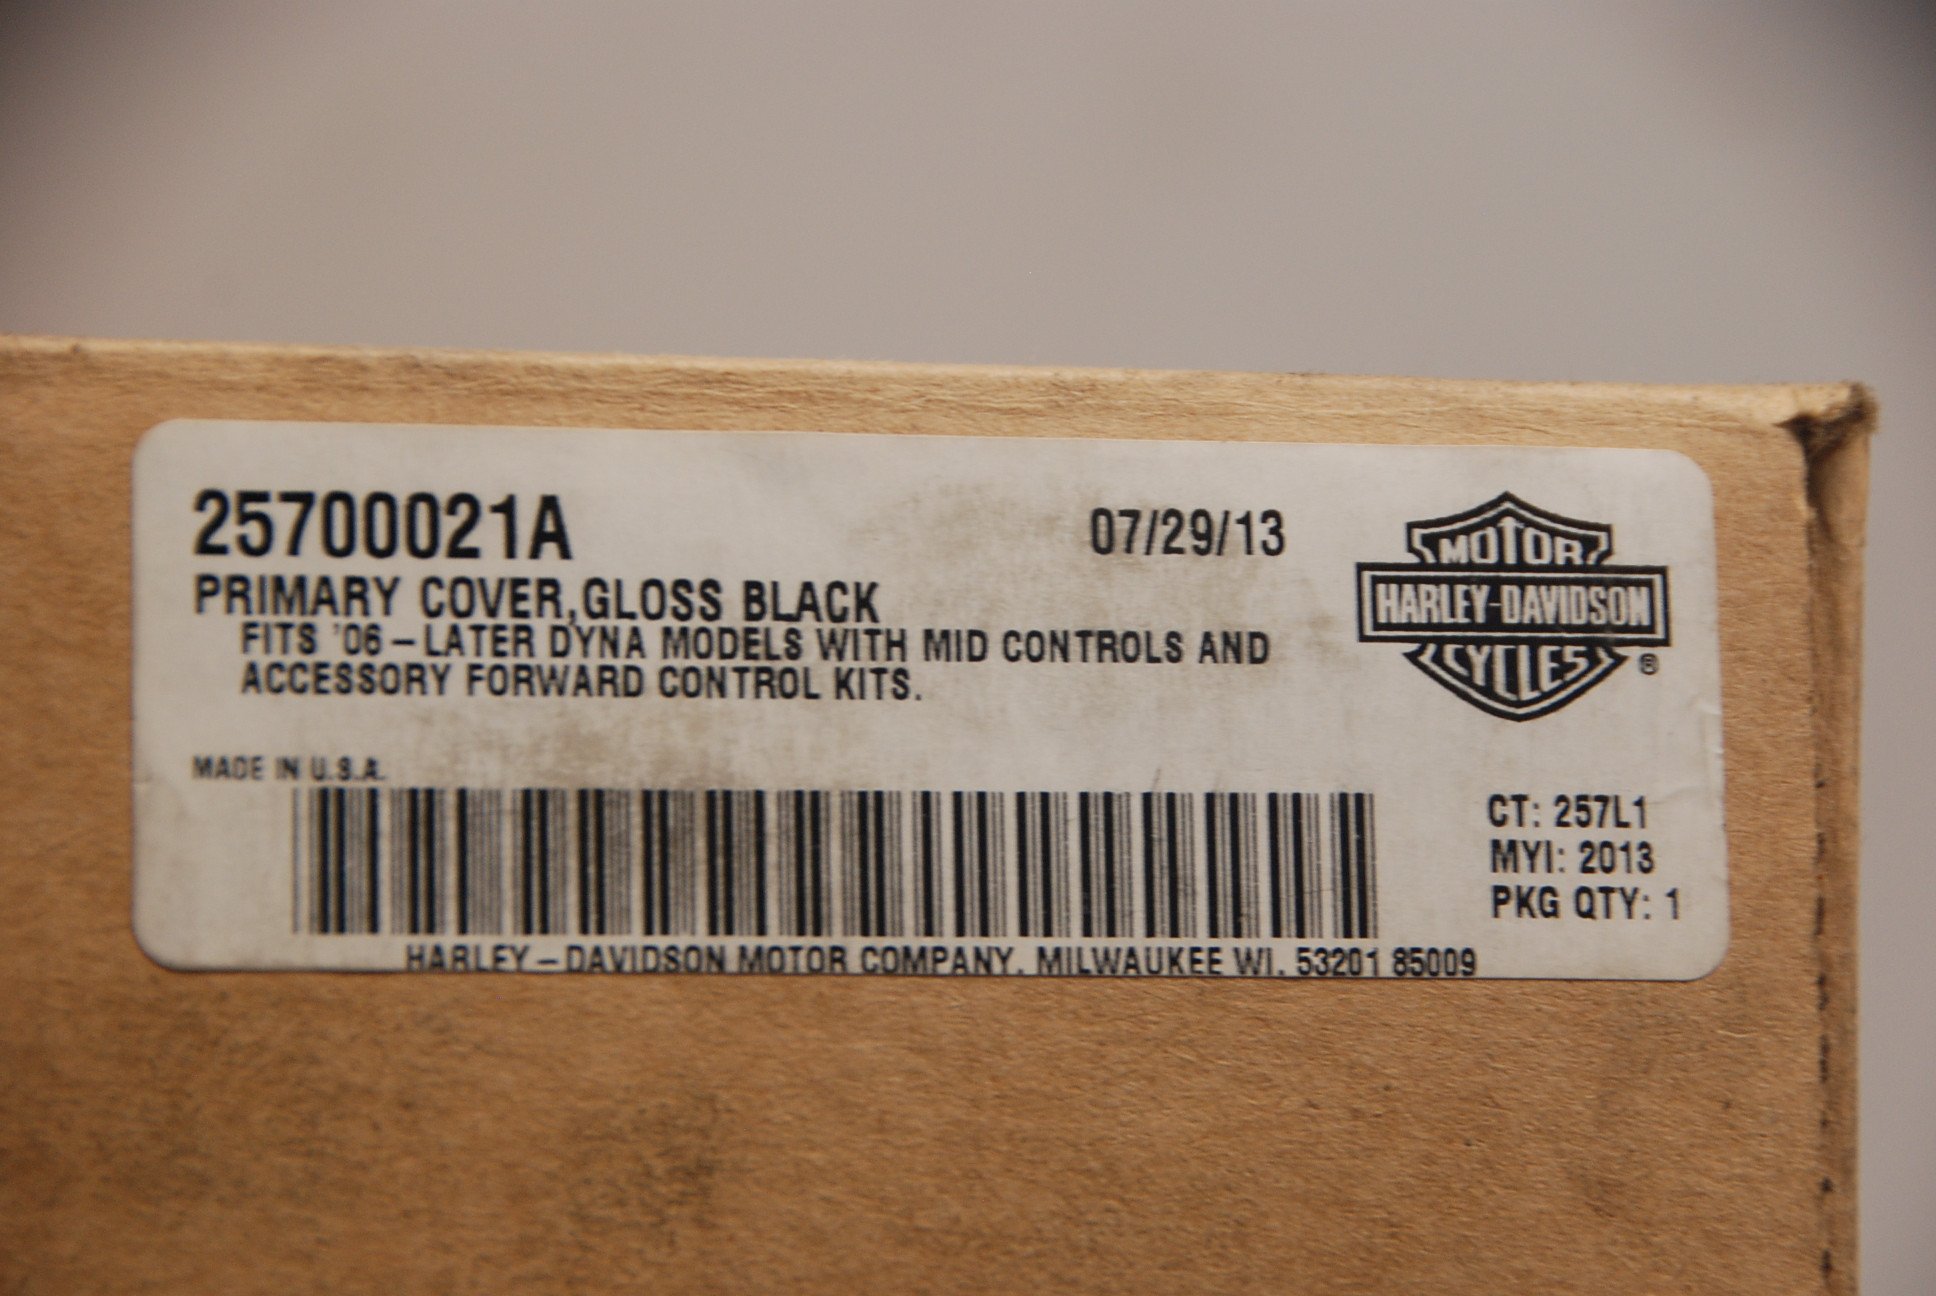 25700021A
07/29/13
PRIMARY COVER,GLOSS BLACK
FITS '06-LATER DYNA MODELS WITH MID CONTROLS AND
ACCESSORY FORWARD CONTROL KITS.
MOTOR
HARLEY-DAVIDSON
CYCLES
®
MADE IN U.S.A.
CT: 257L1
MYI: 2013
PKG QTY: 1
HARLEY-DAVIDSON MOTOR COMPANY. MILWAUKEE WI. 53201 85009